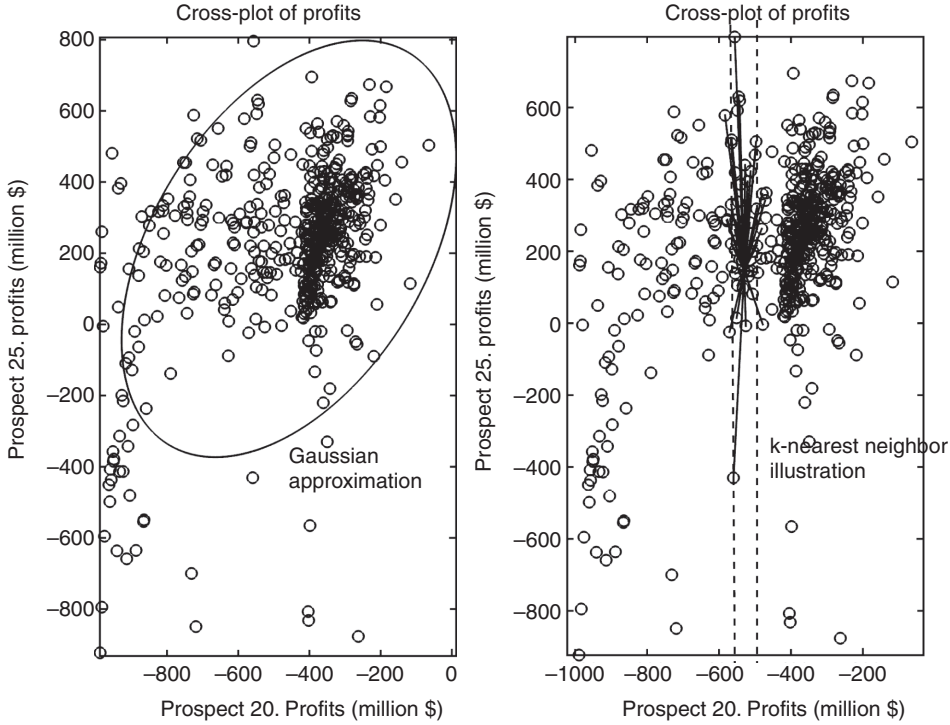 Cross-plot of profits
800
600
400
200
0
−200
−400
−600
−800
Prospect 25. profits (million $)
Gaussian
approximation
−800
−600
−400
−200
0
Prospect 20. Profits (million $)
Cross-plot of profits
600
400
200
0
−200
−400
−600
−800
Prospect 25. profits (million $)
k-nearest neighbor
illustration
−1000
−800
−600
−400
−200
Prospect 20. Profits (million $)